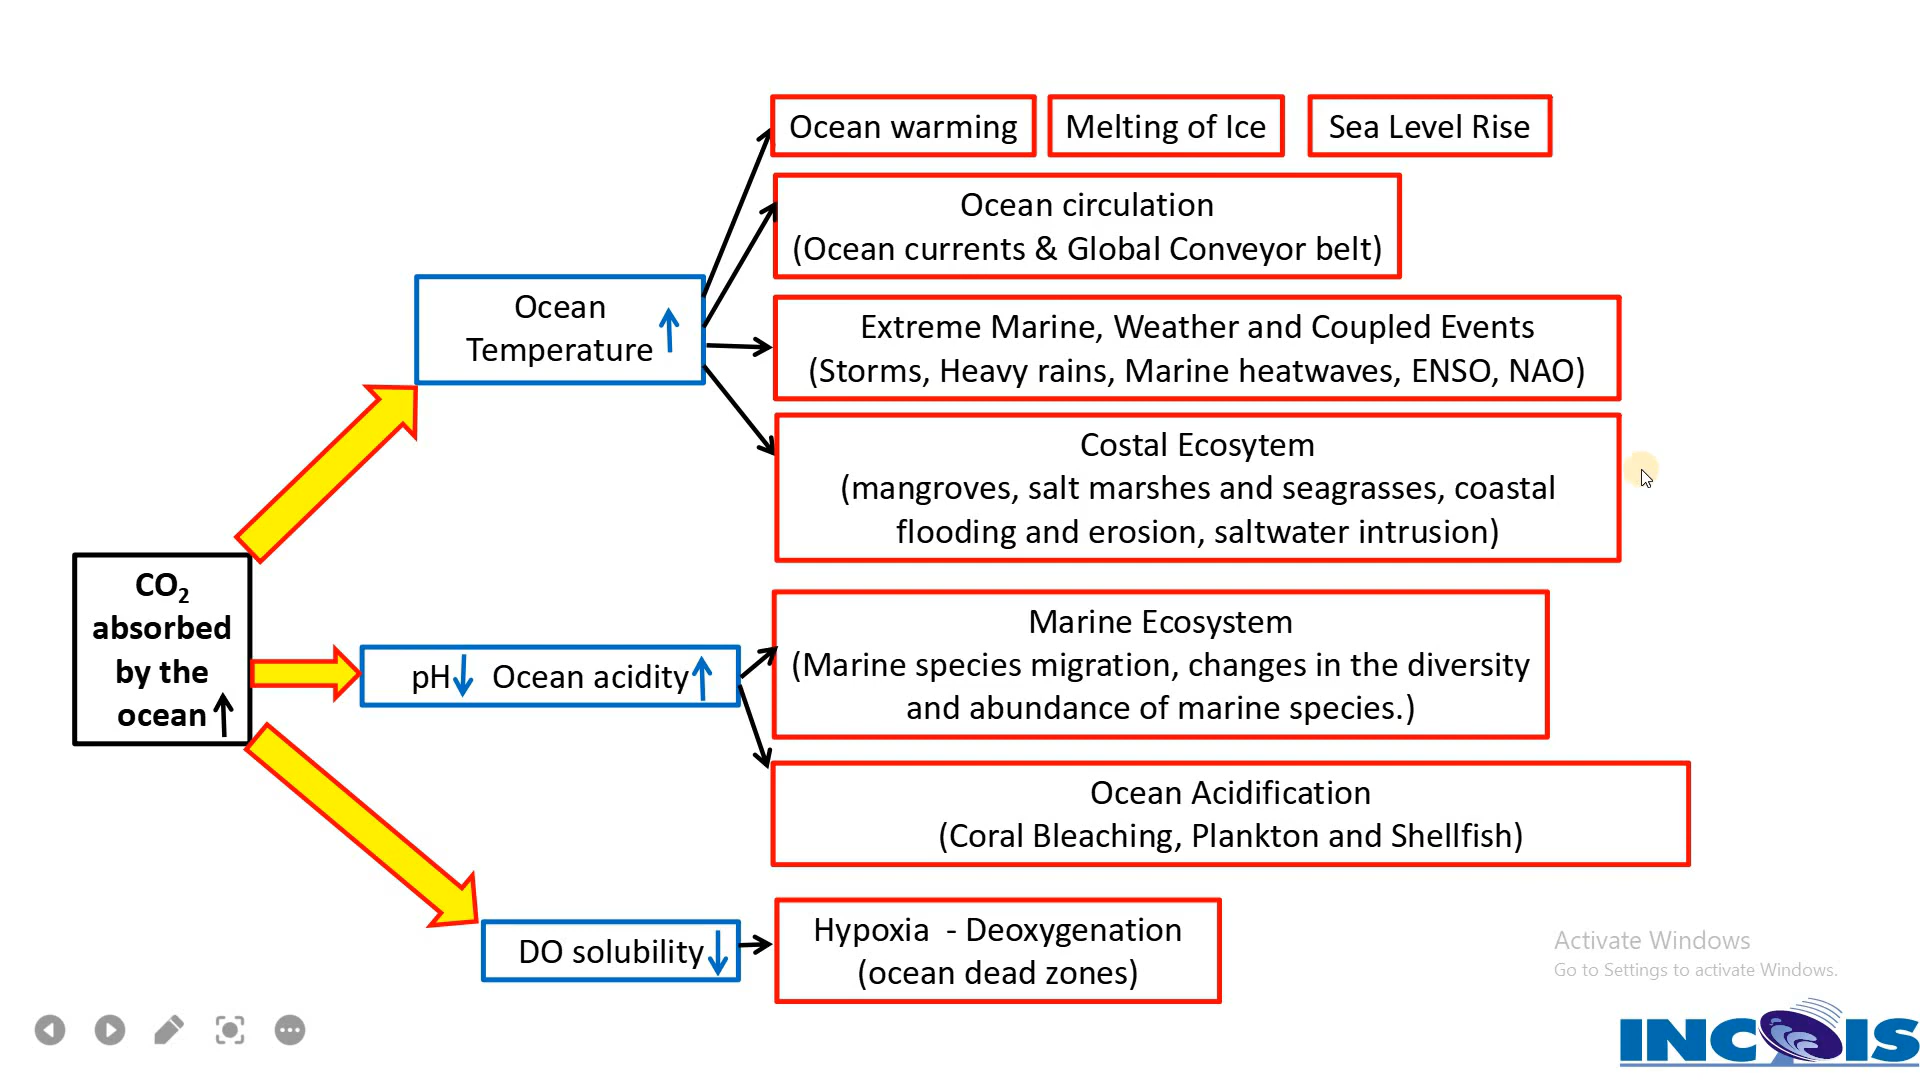 Ocean warming
Melting of Ice
Sea Level Rise
Ocean circulation
(Ocean currents & Global Conveyor belt)
Ocean
Temperature
Extreme Marine, Weather and Coupled Events
(Storms, Heavy rains, Marine heatwaves, ENSO, NAO)
Costal Ecosytem
(mangroves, salt marshes and seagrasses, coastal
flooding and erosion, saltwater intrusion)
CO₂
absorbed
by the
ocean
pH Ocean acidity
Marine Ecosystem
(Marine species migration, changes in the diversity
and abundance of marine species.)
Ocean Acidification
(Coral Bleaching, Plankton and Shellfish)
DO solubility
Hypoxia - Deoxygenation
(ocean dead zones)
Activate Windows
Go to Settings to activate Windows.
INCOIS